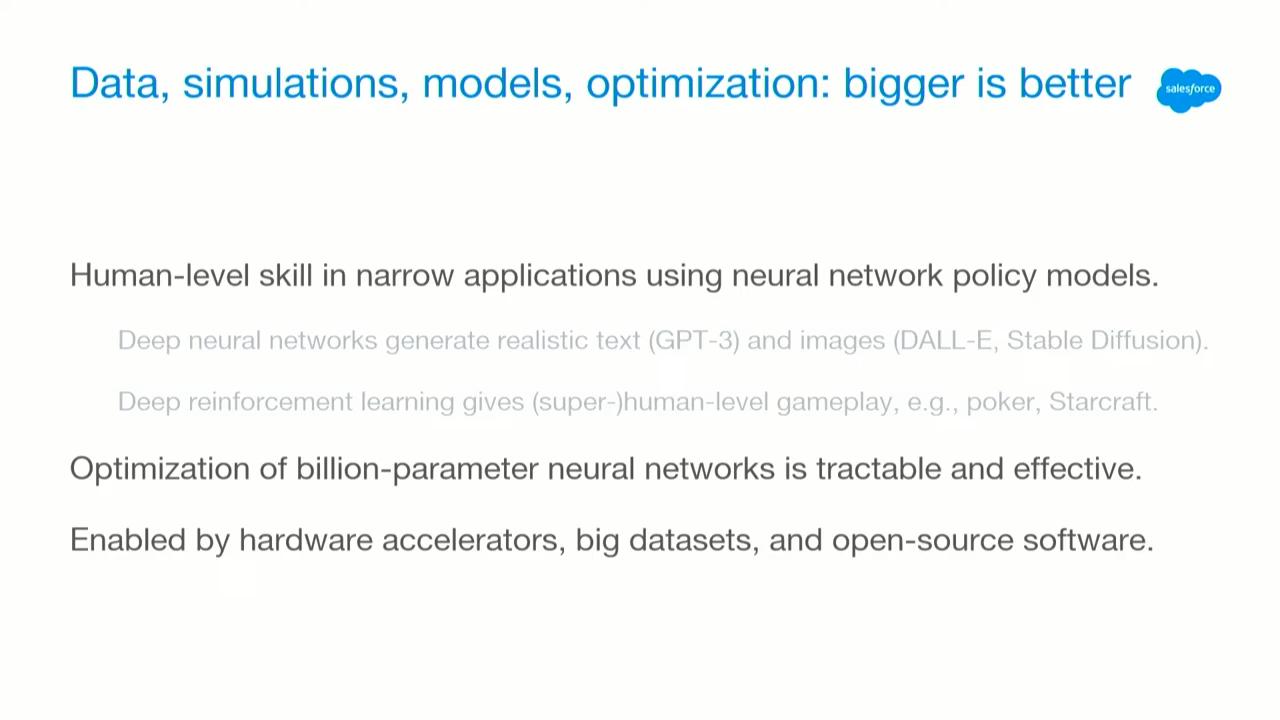 Data, simulations, models, optimization: bigger is better
salesforce
Human-level skill in narrow applications using neural network policy models.
Deep neural networks generate realistic text (GPT-3) and images (DALL-E, Stable Diffusion).
Deep reinforcement learning gives (super-)human-level gameplay, e.g., poker, Starcraft.
Optimization of billion-parameter neural networks is tractable and effective.
Enabled by hardware accelerators, big datasets, and open-source software.